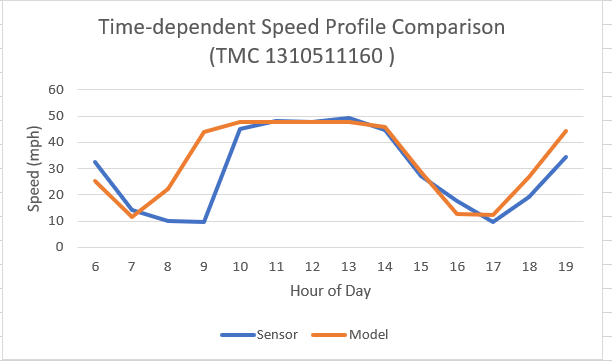 Time-dependent Speed Profile Comparison
(TMC 1310511160 )
60
50
40
30
20
10
0
Speed (mph)
6 7 8 9 10 11 12 13 14 15 16 17 18 19
Hour of Day
Sensor Model